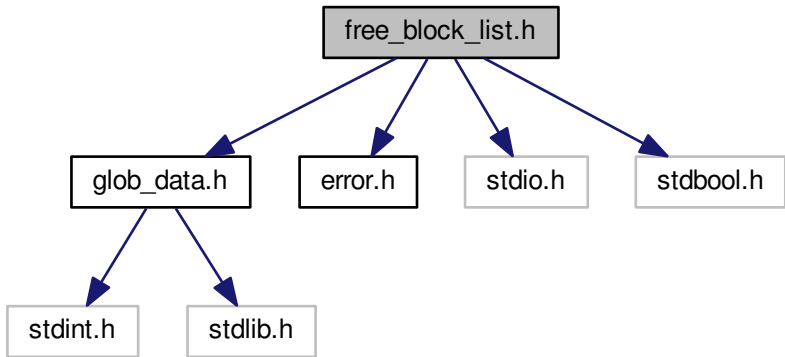 free_block_list.h
glob_data.h
error.h
stdio.h
stdbool.h
stdint.h
stdlib.h